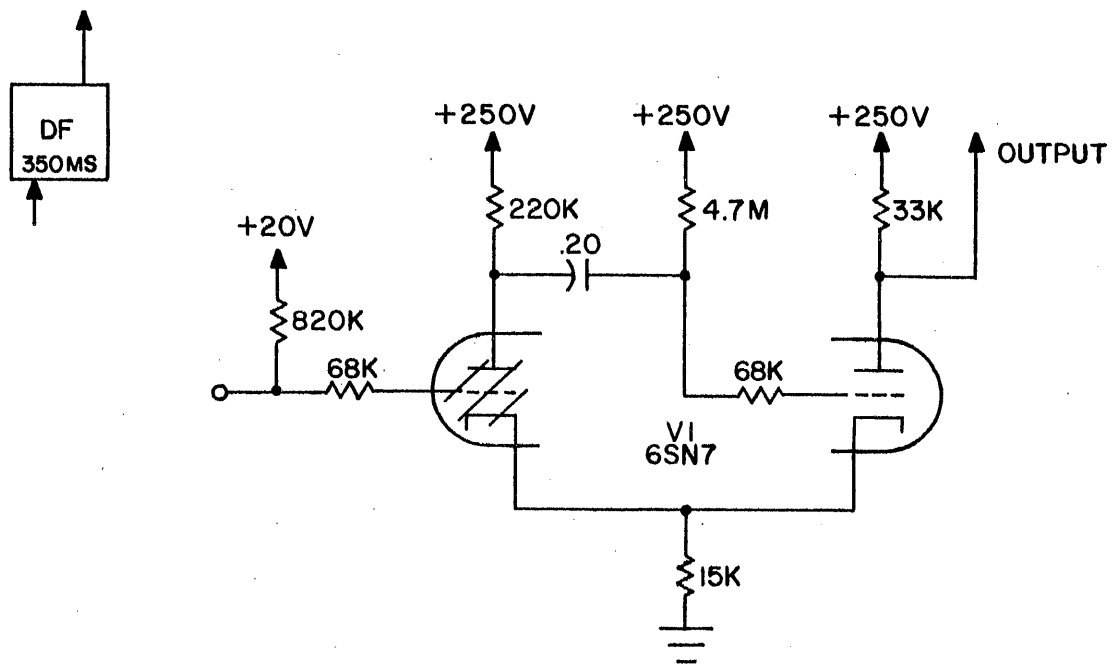 DF
350MS
+250V
+250V
+250V
OUTPUT
220K
4.7M
33K
+20V
.20
820K
68K
68K
V1
6SN7
15K